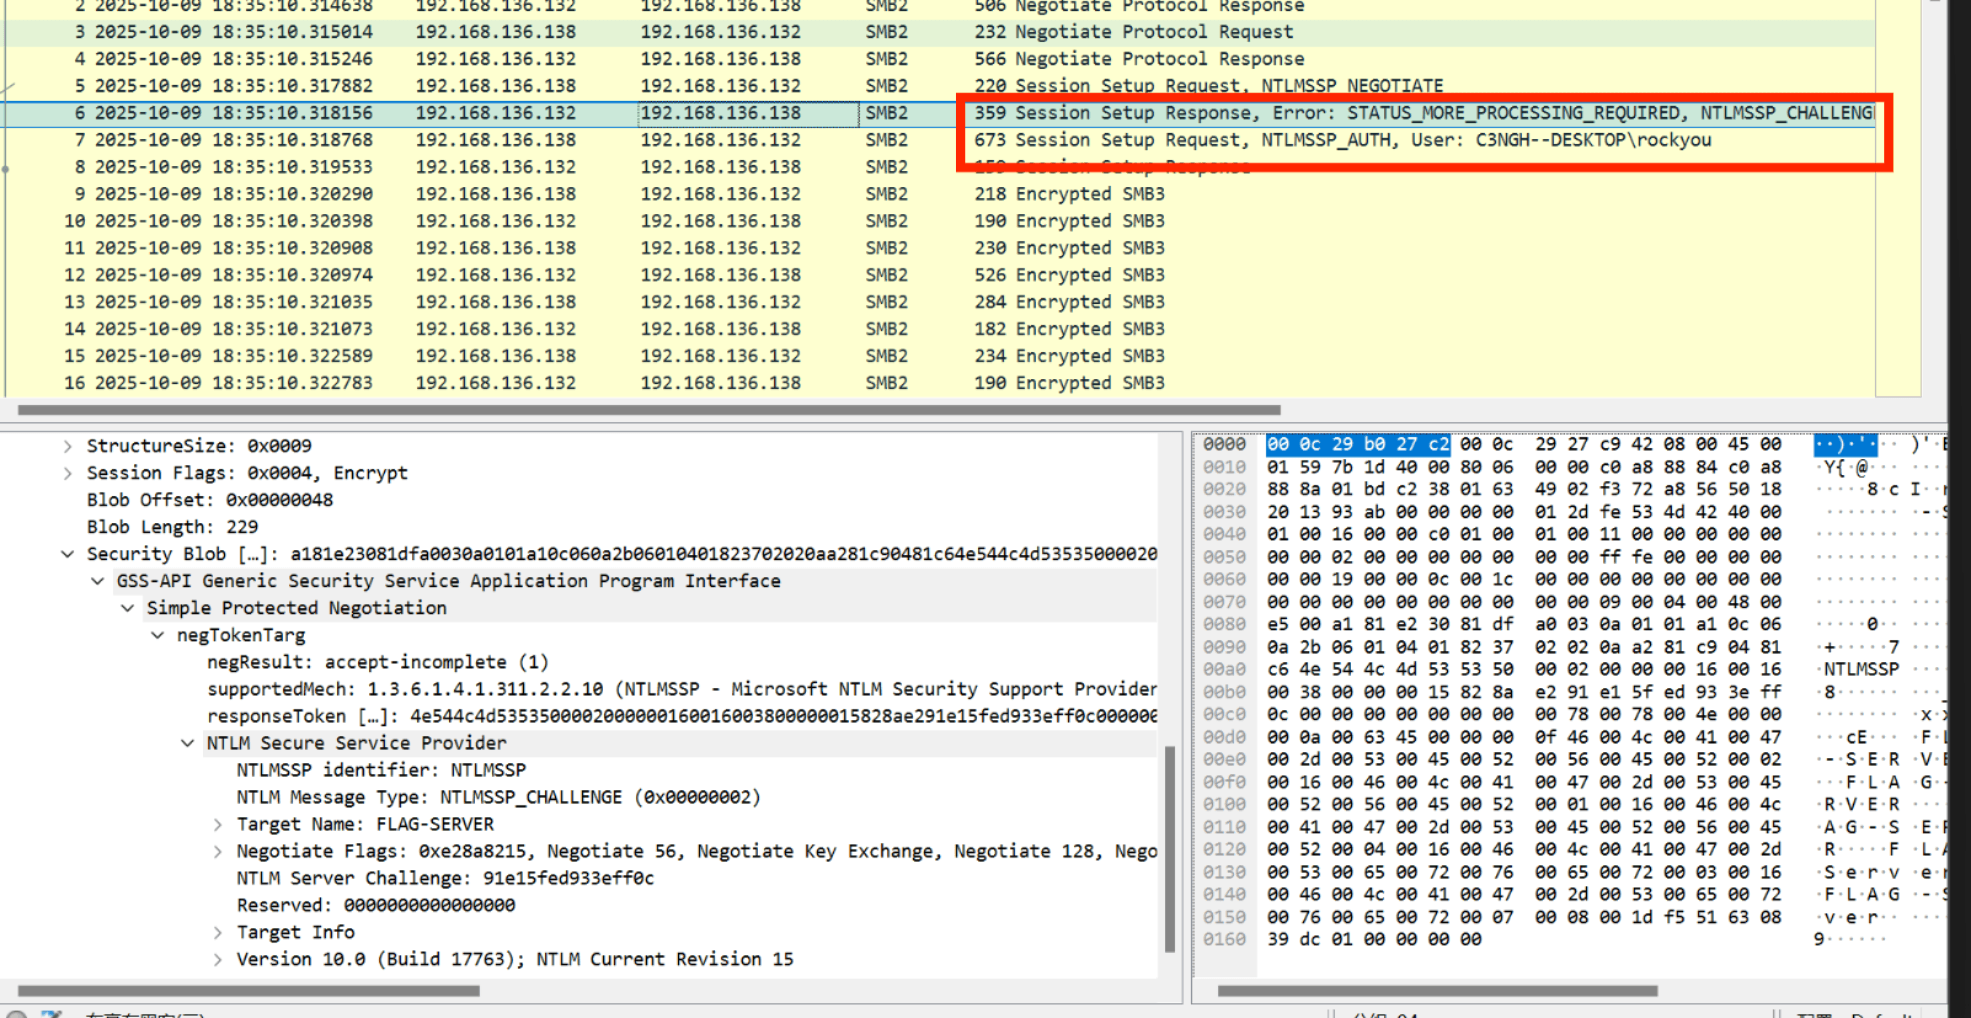 2 2025-10-09 18:35:10.314638 192.168.136.132 192.168.136.138 SMB2 506 Negotiate Protocol Response
3 2025-10-09 18:35:10.315014 192.168.136.138 192.168.136.132 SMB2 232 Negotiate Protocol Request
4 2025-10-09 18:35:10.315246 192.168.136.132 192.168.136.138 SMB2 566 Negotiate Protocol Response
5 2025-10-09 18:35:10.317882 192.168.136.138 192.168.136.132 SMB2 220 Session Setup Request, NTLMSSP_NEGOTIATE
6 2025-10-09 18:35:10.318156 192.168.136.132 192.168.136.138 SMB2 359 Session Setup Response, Error: STATUS_MORE_PROCESSING_REQUIRED, NTLMSSP_CHALLENG
7 2025-10-09 18:35:10.318768 192.168.136.138 192.168.136.132 SMB2 673 Session Setup Request, NTLMSSP_AUTH, User: C3NGH--DESKTOP\rockyou
8 2025-10-09 18:35:10.319533 192.168.136.132 192.168.136.138 SMB2 159 Session Setup Response
9 2025-10-09 18:35:10.320290 192.168.136.138 192.168.136.132 SMB2 218 Encrypted SMB3
10 2025-10-09 18:35:10.320398 192.168.136.132 192.168.136.138 SMB2 190 Encrypted SMB3
11 2025-10-09 18:35:10.320908 192.168.136.138 192.168.136.132 SMB2 230 Encrypted SMB3
12 2025-10-09 18:35:10.320974 192.168.136.132 192.168.136.138 SMB2 526 Encrypted SMB3
13 2025-10-09 18:35:10.321035 192.168.136.138 192.168.136.132 SMB2 284 Encrypted SMB3
14 2025-10-09 18:35:10.321073 192.168.136.132 192.168.136.138 SMB2 182 Encrypted SMB3
15 2025-10-09 18:35:10.322589 192.168.136.138 192.168.136.132 SMB2 234 Encrypted SMB3
16 2025-10-09 18:35:10.322783 192.168.136.132 192.168.136.138 SMB2 190 Encrypted SMB3
StructureSize: 0x0009
Session Flags: 0x0004, Encrypt
Blob Offset: 0x00000048
Blob Length: 229
Security Blob […]: a181e23081dfa0030a0101a10c060a2b06010401823702020aa281c90481c64e544c4d53535000020
GSS-API Generic Security Service Application Program Interface
Simple Protected Negotiation
negTokenTarg
negResult: accept-incomplete (1)
supportedMech: 1.3.6.1.4.1.311.2.2.10 (NTLMSSP - Microsoft NTLM Security Support Provider
responseToken […]: 4e544c4d5353500002000000160016003800000015828ae291e15fed933eff0c000000
NTLM Secure Service Provider
NTLMSSP identifier: NTLMSSP
NTLM Message Type: NTLMSSP_CHALLENGE (0x00000002)
Target Name: FLAG-SERVER
Negotiate Flags: 0xe28a8215, Negotiate 56, Negotiate Key Exchange, Negotiate 128, Nego
NTLM Server Challenge: 91e15fed933eff0c
Reserved: 0000000000000000
Target Info
Version 10.0 (Build 17763); NTLM Current Revision 15
0000 00 0c 29 b0 27 c2 00 0c 29 27 c9 42 08 00 45 00 ··)·'··· )'·E
0010 01 59 7b 1d 40 00 80 06 00 00 c0 a8 88 84 c0 a8 ·Y{·@···
0020 88 8a 01 bd c2 38 01 63 49 02 f3 72 a8 56 50 18 ·····8·c I··r
0030 20 13 93 ab 00 00 00 00 01 2d fe 53 4d 42 40 00 ········ ·-·S
0040 01 00 16 00 00 c0 01 00 01 00 11 00 00 00 00 00
0050 00 00 02 00 00 00 00 00 00 00 ff fe 00 00 00 00
0060 00 00 19 00 00 0c 00 1c 00 00 00 00 00 00 00 00
0070 00 00 00 00 00 00 00 00 00 00 09 00 04 00 48 00
0080 e5 00 a1 81 e2 30 81 df a0 03 0a 01 01 a1 0c 06 ·····0··
0090 0a 2b 06 01 04 01 82 37 02 02 0a a2 81 c9 04 81 ·+·····7
00a0 c6 4e 54 4c 4d 53 53 50 00 02 00 00 00 16 00 16 ·NTLMSSP
00b0 00 38 00 00 00 15 82 8a e2 91 e1 5f ed 93 3e ff ·8······ ···_
00c0 0c 00 00 00 00 00 00 00 00 78 00 78 00 4e 00 00 ········ ·x·x
00d0 00 0a 00 63 45 00 00 00 0f 46 00 4c 00 41 00 47 ···cE··· ·F·L
00e0 00 2d 00 53 00 45 00 52 00 56 00 45 00 52 00 02 ·-·S·E·R ·V·E
00f0 00 16 00 46 00 4c 00 41 00 47 00 2d 00 53 00 45 ···F·L·A ·G·-
0100 00 52 00 56 00 45 00 52 00 01 00 16 00 46 00 4c ·R·V·E·R ····
0110 00 41 00 47 00 2d 00 53 00 45 00 52 00 56 00 45 ·A·G·-·S ·E·R
0120 00 52 00 04 00 16 00 46 00 4c 00 41 00 47 00 2d ·R·····F ·L·A
0130 00 53 00 65 00 72 00 76 00 65 00 72 00 03 00 16 ·S·e·r·v ·e·r
0140 00 46 00 4c 00 41 00 47 00 2d 00 53 00 65 00 72 ·F·L·A·G ·-·S
0150 00 76 00 65 00 72 00 07 00 08 00 1d f5 51 63 08 ·v·e·r·· ····
0160 39 dc 01 00 00 00 00 9······